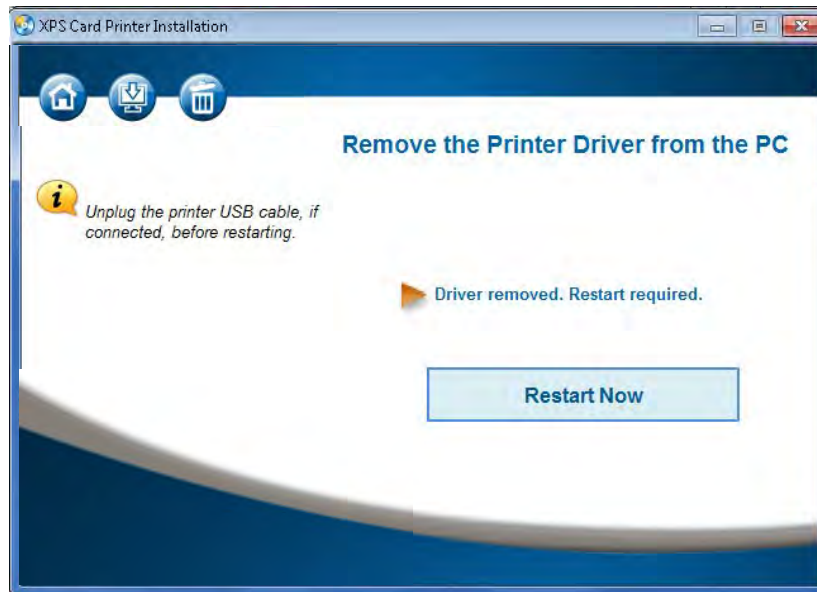 XPS Card Printer Installation
Remove the Printer Driver from the PC
i
Unplug the printer USB cable, if
connected, before restarting.
Driver removed. Restart required.
Restart Now